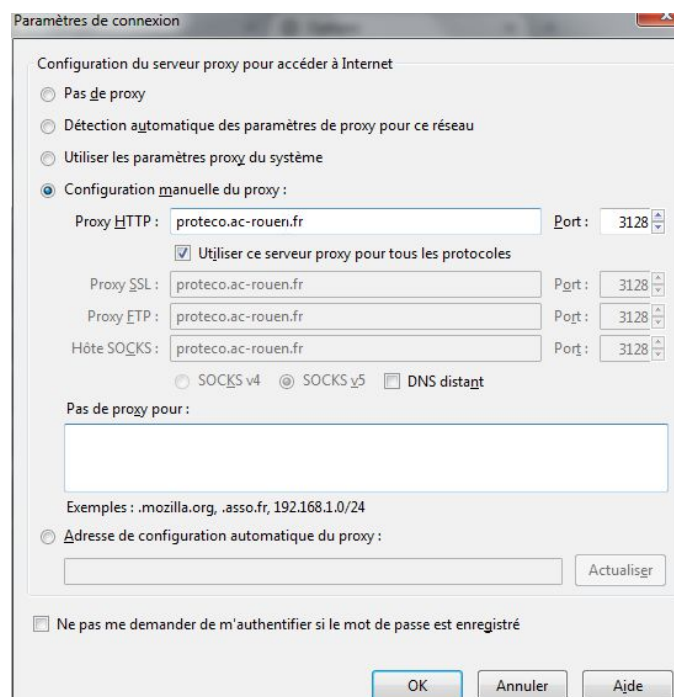 Paramètres de connexion
Configuration du serveur proxy pour accéder à Internet
Pas de proxy
Détection automatique des paramètres de proxy pour ce réseau
Utiliser les paramètres proxy du système
Configuration manuelle du proxy :
Proxy HTTP : proteco.ac-rouen.fr Port : 3128
Utiliser ce serveur proxy pour tous les protocoles
Proxy SSL : proteco.ac-rouen.fr Port : 3128
Proxy FTP : proteco.ac-rouen.fr Port : 3128
Hôte SOCKS : proteco.ac-rouen.fr Port : 3128
SOCKS v4 SOCKS v5 DNS distant
Pas de proxy pour :
Exemples : .mozilla.org, .asso.fr, 192.168.1.0/24
Adresse de configuration automatique du proxy :
Actualiser
Ne pas me demander de m'authentifier si le mot de passe est enregistré
OK Annuler Aide